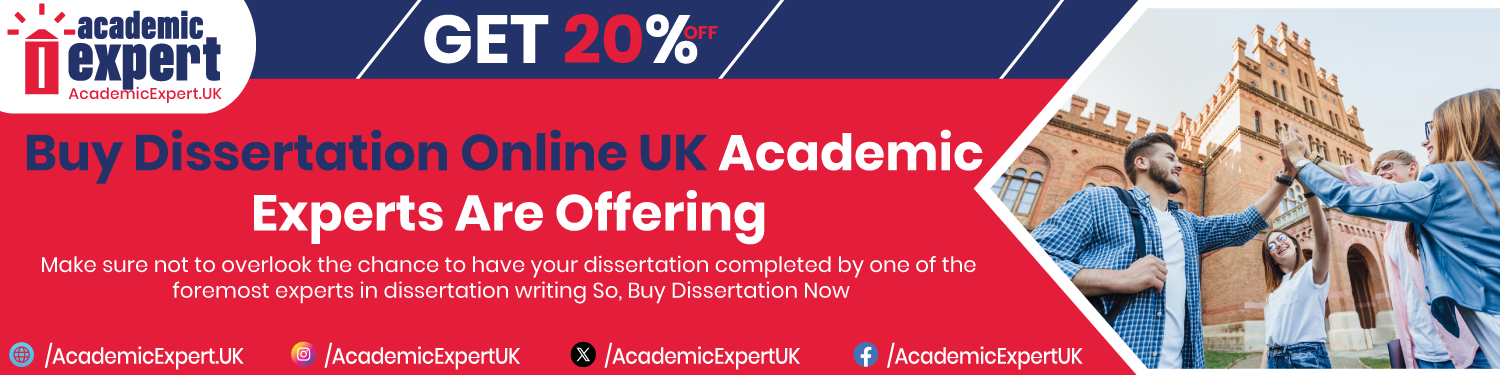 academic
expert
AcademicExpert.UK
GET 20% OFF
Buy Dissertation Online UK Academic
Experts Are Offering
Make sure not to overlook the chance to have your dissertation completed by one of the
foremost experts in dissertation writing So, Buy Dissertation Now
/AcademicExpert.UK
/AcademicExpertUK
/AcademicExpertUK
/AcademicExpertUK